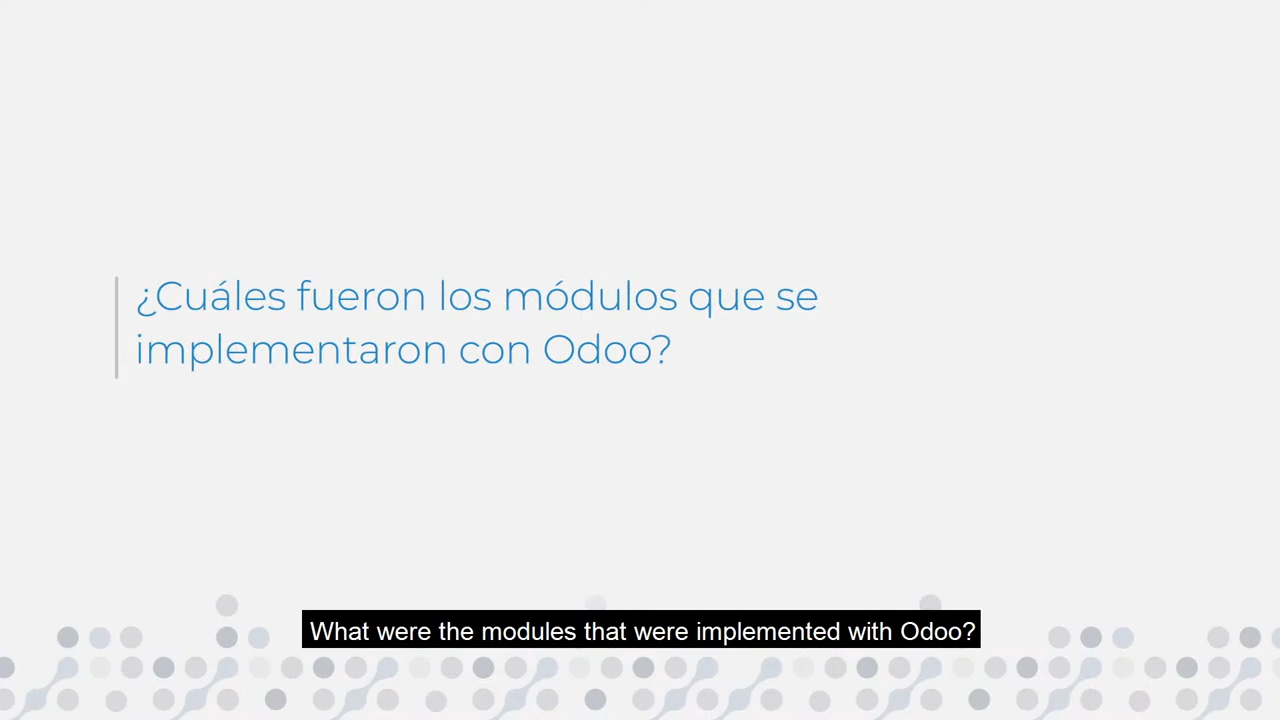 ¿Cuáles fueron los módulos que se
implementaron con Odoo?
What were the modules that were implemented with Odoo?